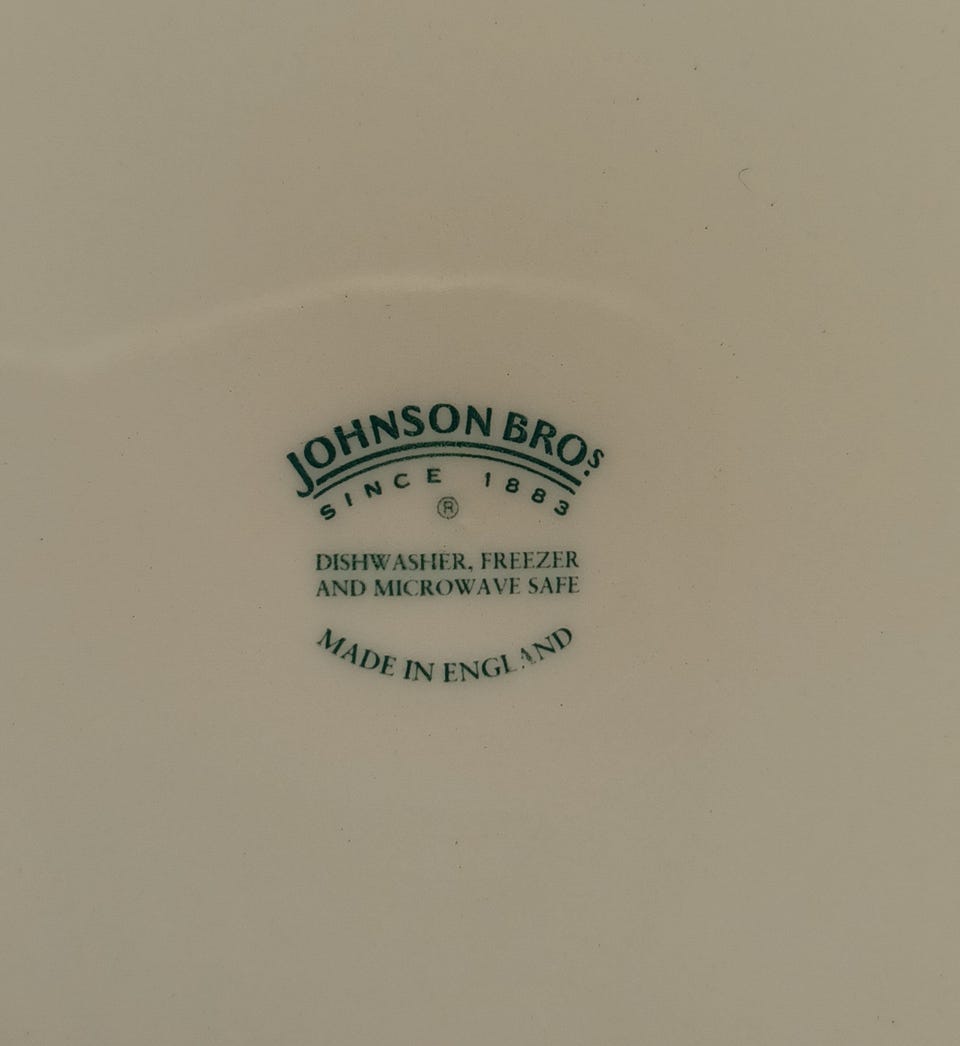 JOHNSON BROS.
SINCE 1883
®
DISHWASHER, FREEZER
AND MICROWAVE SAFE
MADE IN ENGLAND